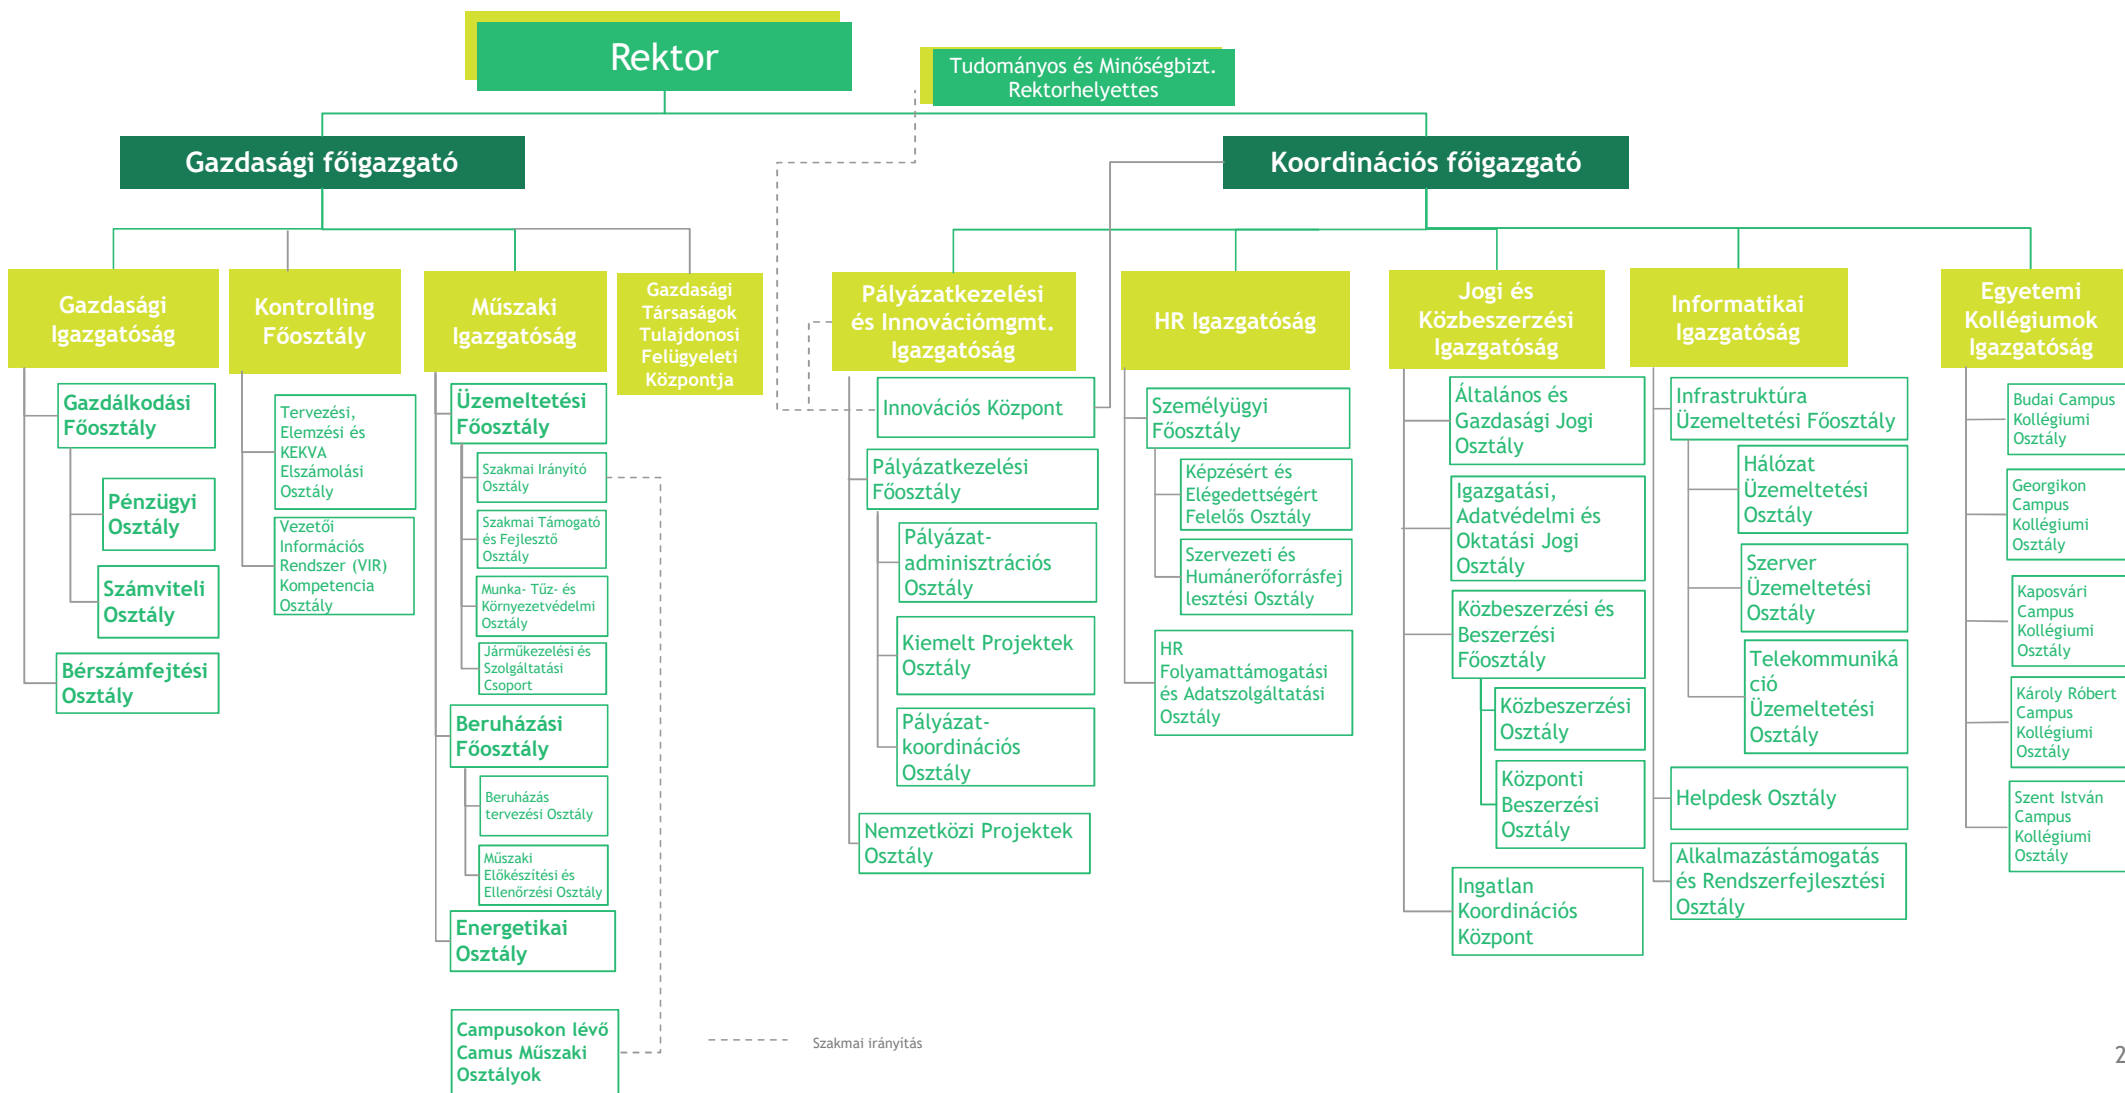 Rektor
Tudományos és Minőségbizt.
Rektorhelyettes
Gazdasági főigazgató
Koordinációs főigazgató
Gazdasági
Igazgatóság
Kontrolling
Főosztály
Műszaki
Igazgatóság
Gazdasági
Társaságok
Tulajdonosi
Felügyeleti
Központja
Pályázatkezelési
és Innovációmgmt.
Igazgatóság
HR Igazgatóság
Jogi és
Közbeszerzési
Igazgatóság
Informatikai
Igazgatóság
Egyetemi
Kollégiumok
Igazgatóság
Gazdálkodási
Főosztály
Pénzügyi
Osztály
Számviteli
Osztály
Bérszámfejtési
Osztály
Tervezési,
Elemzési és
KEKVA
Elszámolási
Osztály
Vezetői
Információs
Rendszer (VIR)
Kompetencia
Osztály
Üzemeltetési
Főosztály
Szakmai Irányító
Osztály
Szakmai Támogató
és Fejlesztő
Osztály
Munka- Tűz- és
Környezetvédelmi
Osztály
Járműkezelési és
Szolgáltatási
Csoport
Beruházási
Főosztály
Beruházás
tervezési Osztály
Műszaki
Előkészítési és
Ellenőrzési Osztály
Energetikai
Osztály
Campusokon lévő
Camus Műszaki
Osztályok
Innovációs Központ
Pályázatkezelési
Főosztály
Pályázat-
adminisztrációs
Osztály
Kiemelt Projektek
Osztály
Pályázat-
koordinációs
Osztály
Nemzetközi Projektek
Osztály
Személyügyi
Főosztály
Képzésért és
Elégedettségért
Felelős Osztály
Szervezeti és
Humánerőforrásfej
lesztési Osztály
HR
Folyamattámogatási
és Adatszolgáltatási
Osztály
Általános és
Gazdasági Jogi
Osztály
Igazgatási,
Adatvédelmi és
Oktatási Jogi
Osztály
Közbeszerzési és
Beszerzési
Főosztály
Közbeszerzési
Osztály
Központi
Beszerzési
Osztály
Ingatlan
Koordinációs
Központ
Infrastruktúra
Üzemeltetési Főosztály
Hálózat
Üzemeltetési
Osztály
Szerver
Üzemeltetési
Osztály
Telekommuniká
ció
Üzemeltetési
Osztály
Helpdesk Osztály
Alkalmazástámogatás
és Rendszerfejlesztési
Osztály
Budai Campus
Kollégiumi
Osztály
Georgikon
Campus
Kollégiumi
Osztály
Kaposvári
Campus
Kollégiumi
Osztály
Károly Róbert
Campus
Kollégiumi
Osztály
Szent István
Campus
Kollégiumi
Osztály
Szakmai irányítás
2